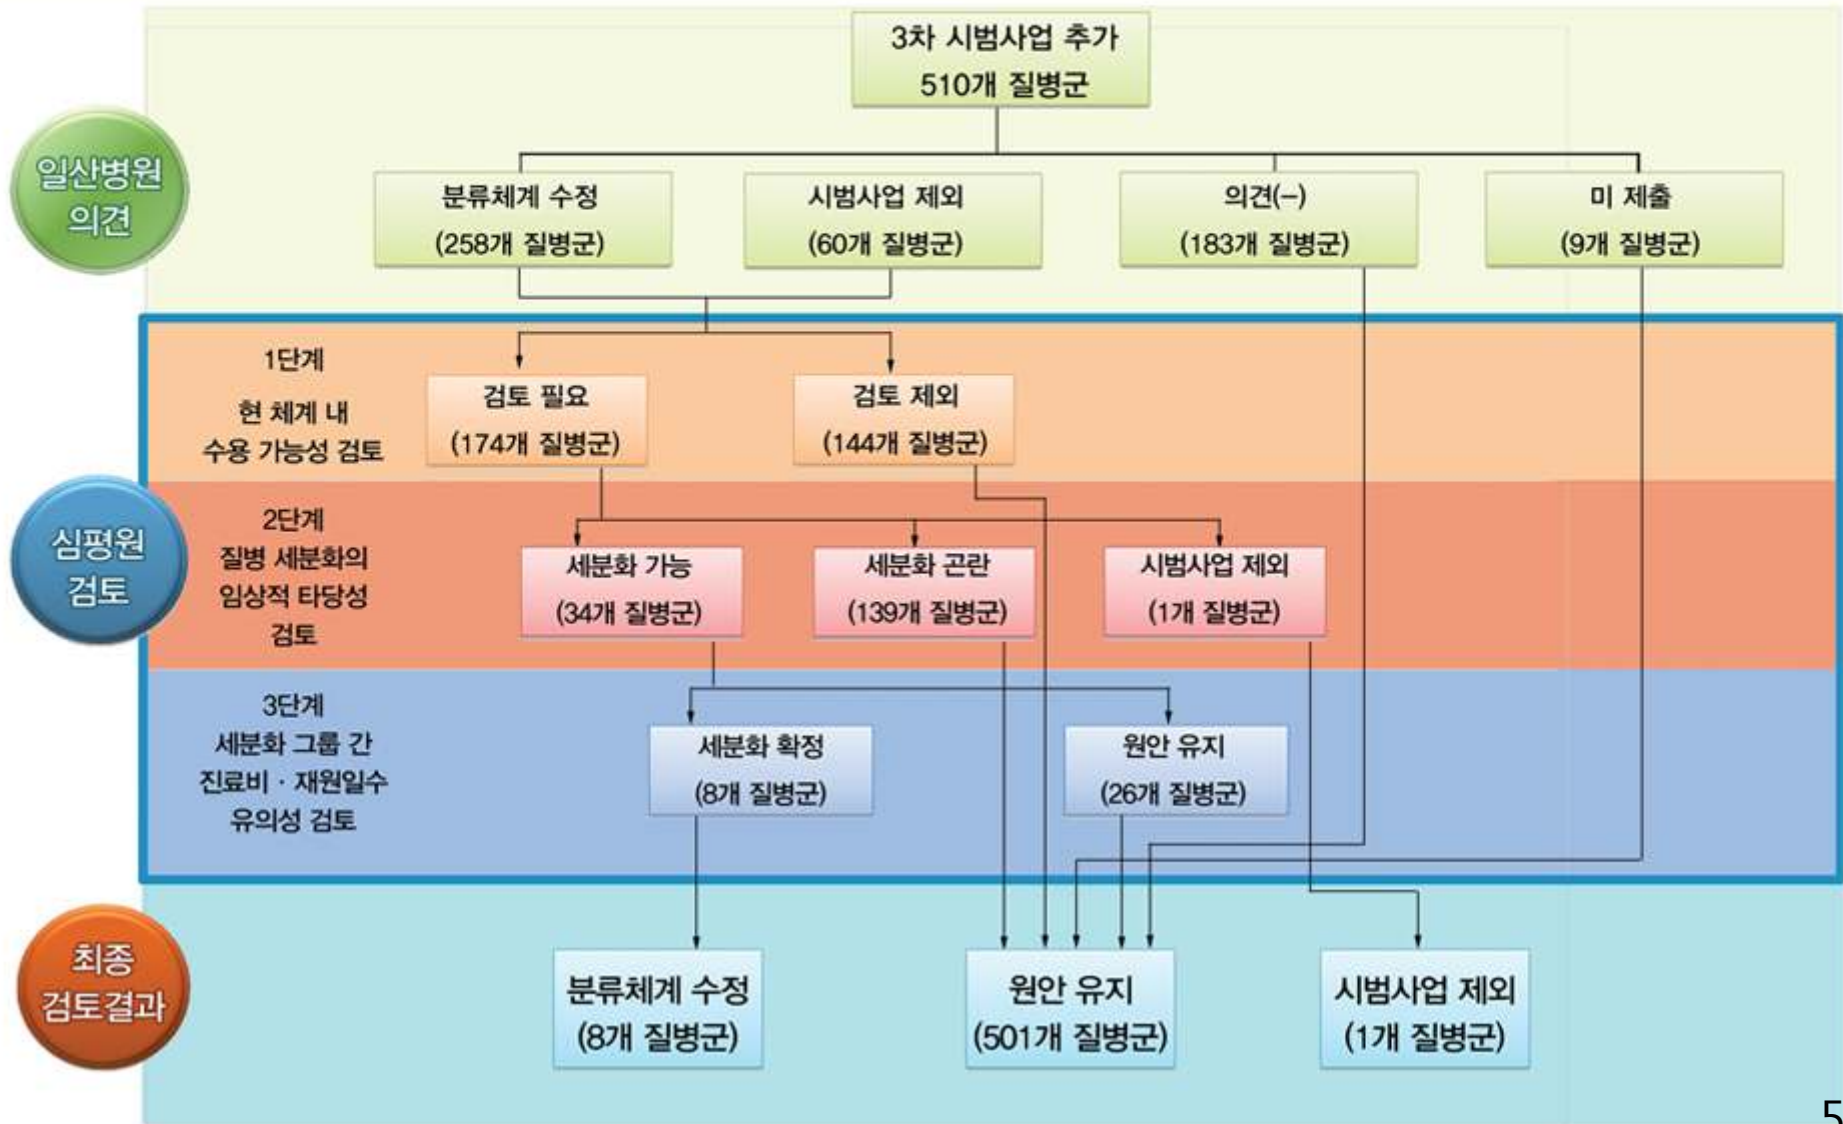 3차 시범사업 추가
510개 질병군
일산병원
의견
분류체계 수정
(258개 질병군)
시범사업 제외
(60개 질병군)
의견(-)
(183개 질병군)
미 제출
(9개 질병군)
심평원
검토
1단계
현 체계 내
수용 가능성 검토
검토 필요
(174개 질병군)
검토 제외
(144개 질병군)
2단계
질병 세분화의
임상적 타당성
검토
세분화 가능
(34개 질병군)
세분화 곤란
(139개 질병군)
시범사업 제외
(1개 질병군)
3단계
세분화 그룹 간
진료비 · 재원일수
유의성 검토
세분화 확정
(8개 질병군)
원안 유지
(26개 질병군)
최종
검토결과
분류체계 수정
(8개 질병군)
원안 유지
(501개 질병군)
시범사업 제외
(1개 질병군)
5